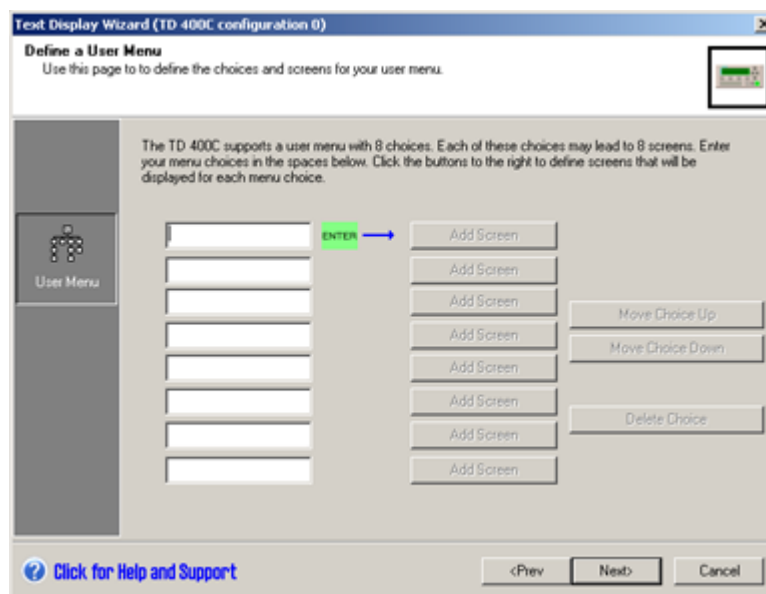 Text Display Wizard (TD 400C configuration 0)
Define a User Menu
Use this page to to define the choices and screens for your user menu.
The TD 400C supports a user menu with 8 choices. Each of these choices may lead to 8 screens. Enter
your menu choices in the spaces below. Click the buttons to the right to define screens that will be
displayed for each menu choice.
User Menu
ENTER
Add Screen
Add Screen
Add Screen
Add Screen
Add Screen
Add Screen
Add Screen
Add Screen
Move Choice Up
Move Choice Down
Delete Choice
Click for Help and Support
<Prev
Next>
Cancel